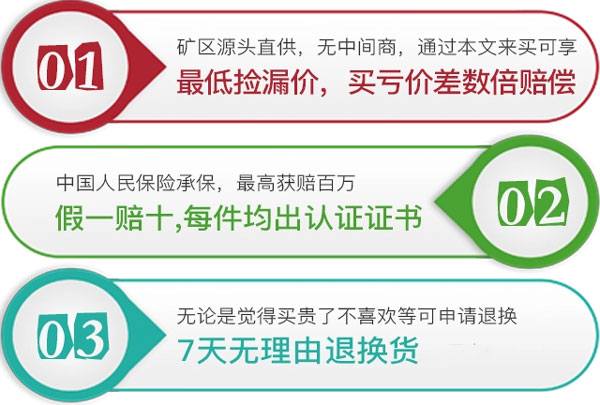 01
矿区源头直供，无中间商，通过本文来买可享
最低捡漏价，买亏价差数倍赔偿
中国人民保险承保，最高获赔百万
假一赔十,每件均出认证证书
02
03
无论是觉得买贵了不喜欢等可申请退换
7天无理由退换货